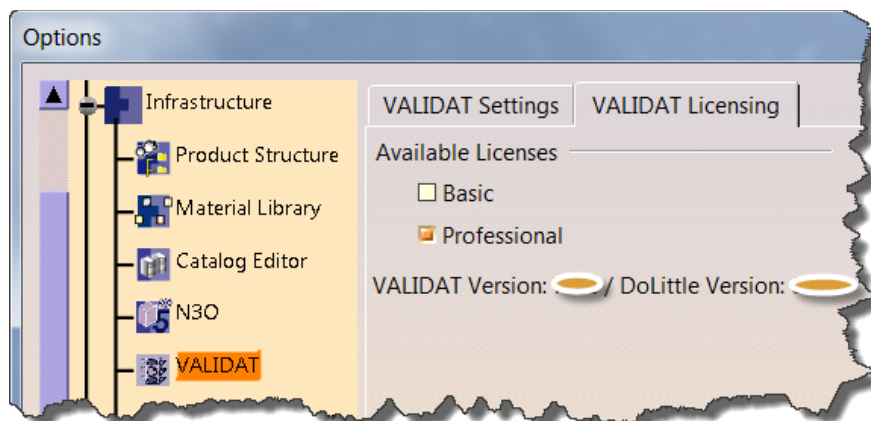 Options
Infrastructure
Product Structure
Material Library
Catalog Editor
N3O
VALIDAT
VALIDAT Settings
VALIDAT Licensing
Available Licenses
Basic
Professional
VALIDAT Version: / DoLittle Version: